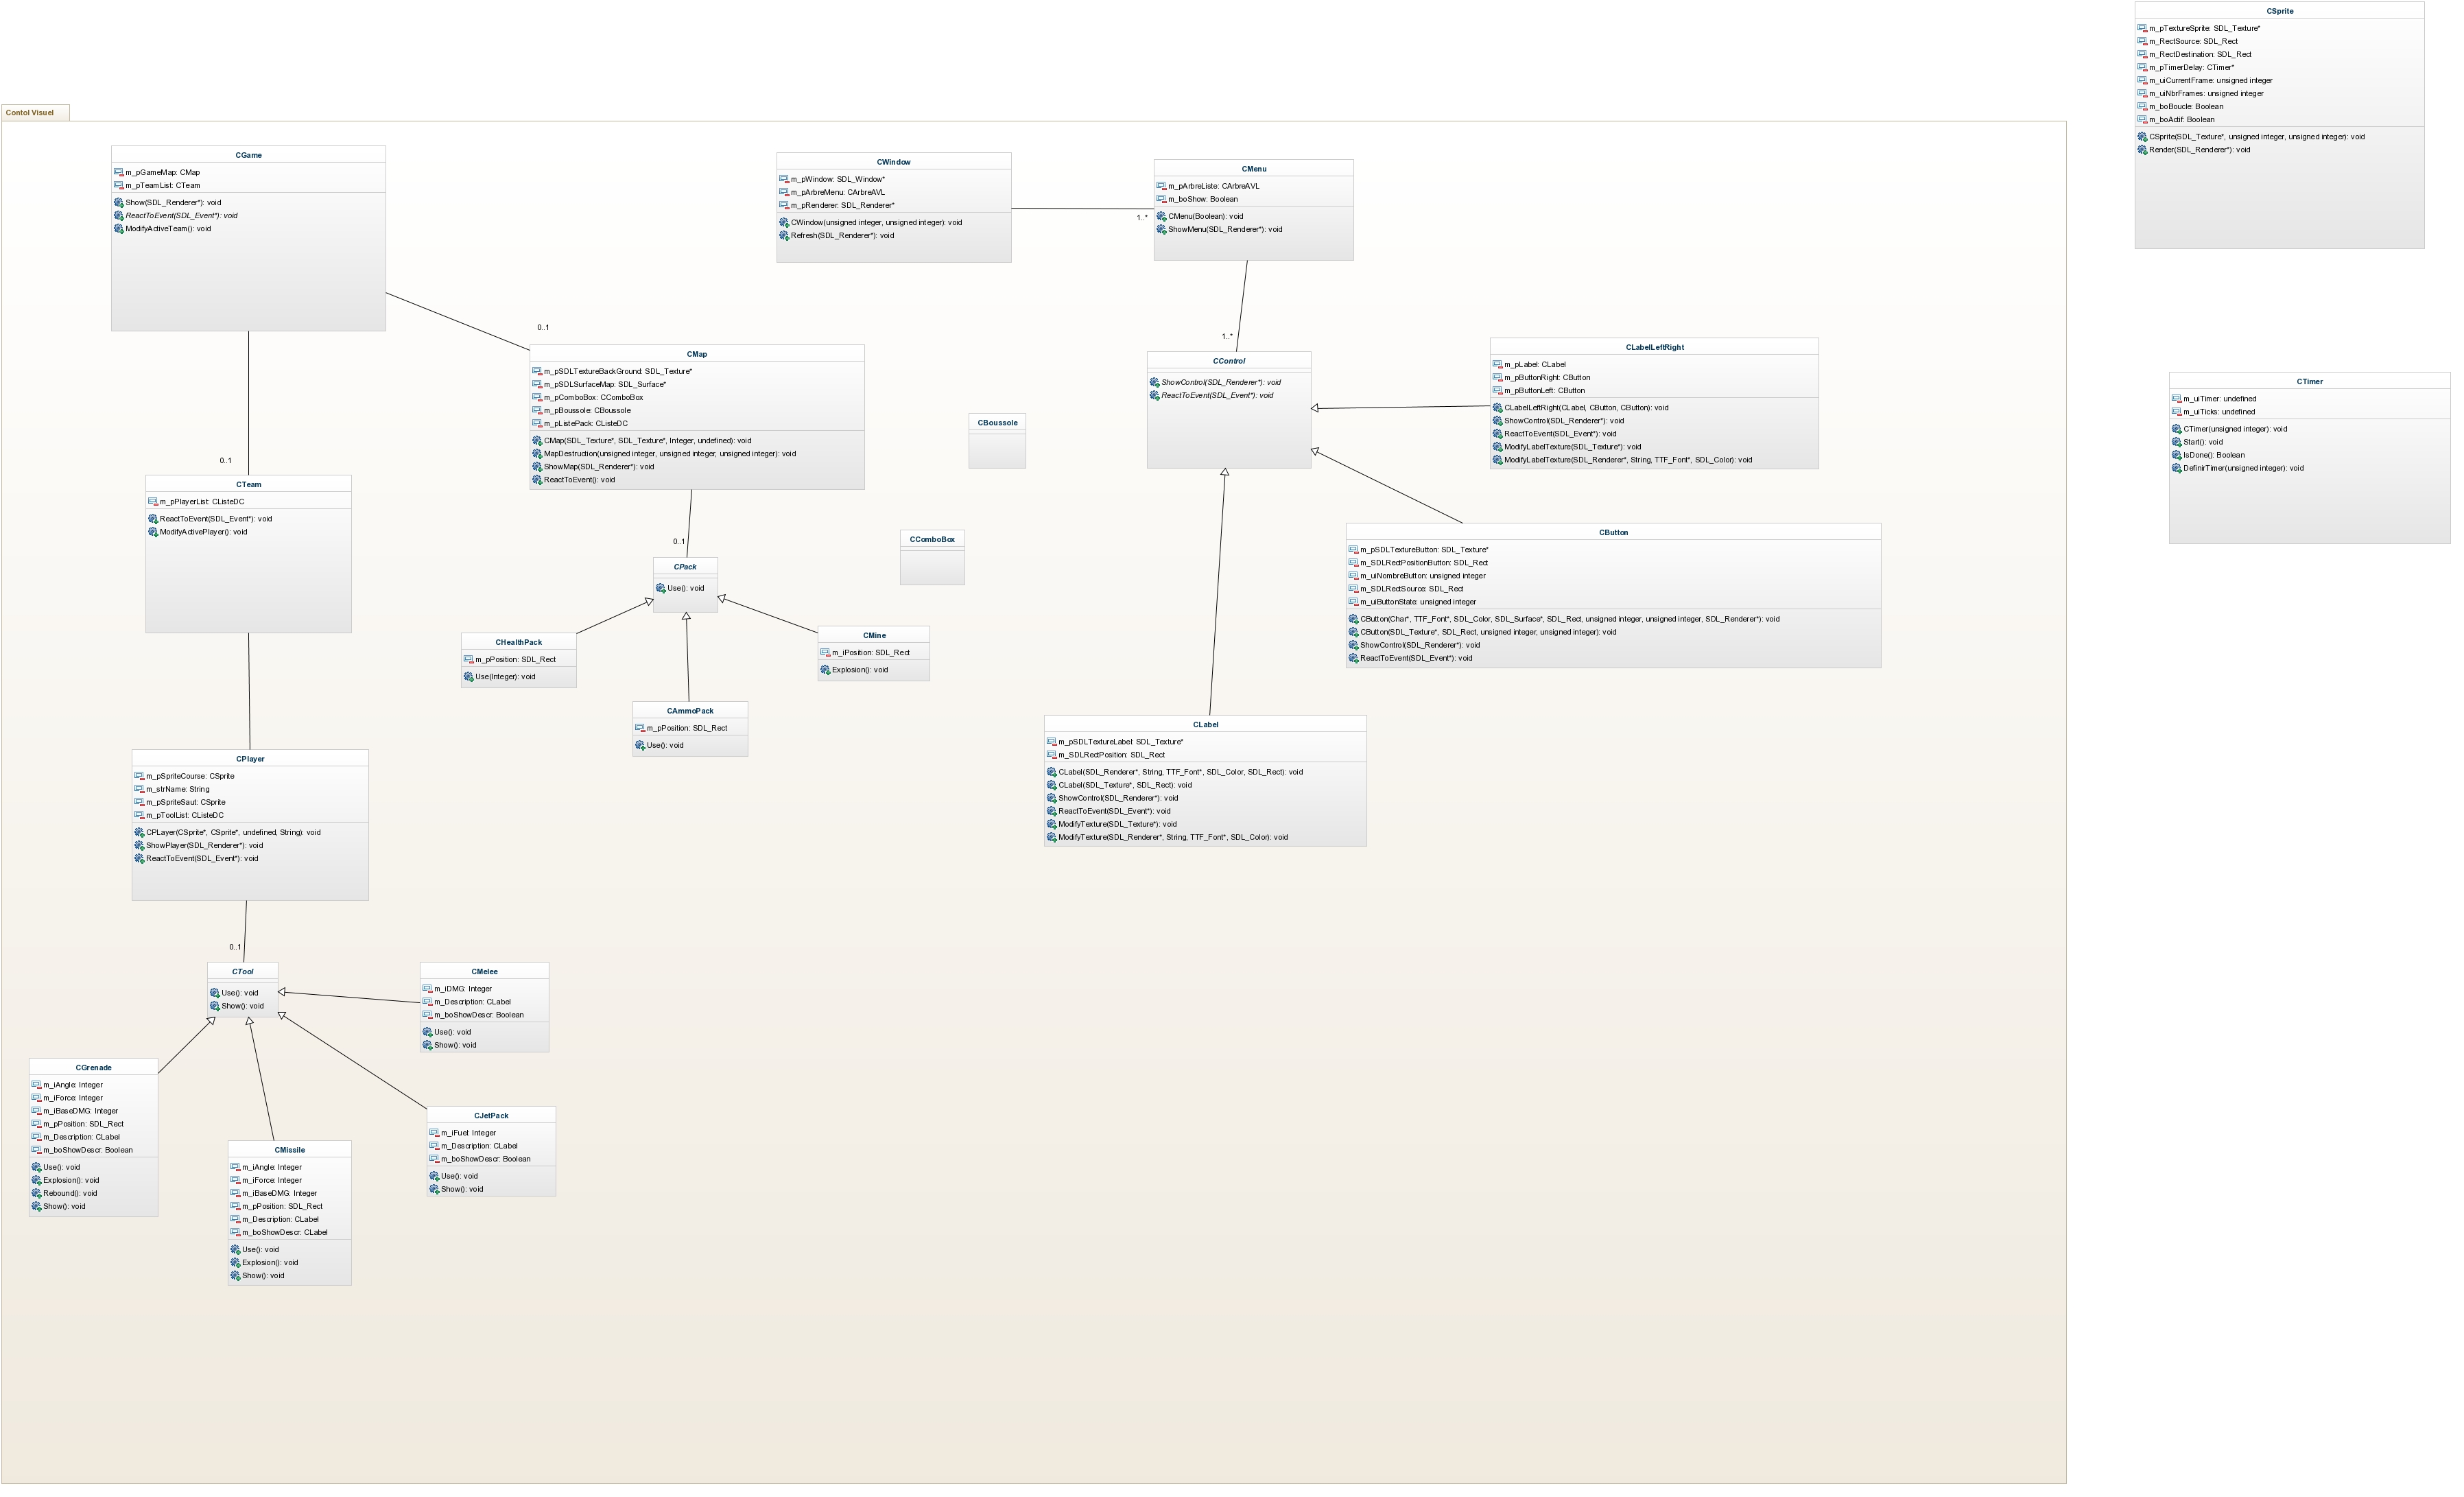 CSprite
m_pTextureSprite: SDL_Texture*
m_RectSource: SDL_Rect
m_RectDestination: SDL_Rect
m_pTimerDelay: CTimer*
m_uiCurrentFrame: unsigned integer
m_uiNbrFrames: unsigned integer
m_boBoucle: Boolean
m_boActif: Boolean
CSprite(SDL_Texture*, unsigned integer, unsigned integer): void
Render(SDL_Renderer*): void
Contol Visuel
CGame
m_pGameMap: CMap
m_pTeamList: CTeam
Show(SDL_Renderer*): void
ReactToEvent(SDL_Event*): void
ModifyActiveTeam(): void
CWindow
m_pWindow: SDL_Window*
m_pArbreMenu: CArbreAVL
m_pRenderer: SDL_Renderer*
CWindow(unsigned integer, unsigned integer): void
Refresh(SDL_Renderer*): void
1..*
CMenu
m_pArbreListe: CArbreAVL
m_boShow: Boolean
CMenu(Boolean): void
ShowMenu(SDL_Renderer*): void
0..1
1..*
CMap
m_pSDLTextureBackGround: SDL_Texture*
m_pSDLSurfaceMap: SDL_Surface*
m_pComboBox: CComboBox
m_pBoussole: CBoussole
m_pListePack: CListeDC
CMap(SDL_Texture*, SDL_Texture*, Integer, undefined): void
MapDestruction(unsigned integer, unsigned integer, unsigned integer): void
ShowMap(SDL_Renderer*): void
ReactToEvent(): void
CControl
ShowControl(SDL_Renderer*): void
ReactToEvent(SDL_Event*): void
CLabelLeftRight
m_pLabel: CLabel
m_pButtonRight: CButton
m_pButtonLeft: CButton
CLabelLeftRight(CLabel, CButton, CButton): void
ShowControl(SDL_Renderer*): void
ReactToEvent(SDL_Event*): void
ModifyLabelTexture(SDL_Texture*): void
ModifyLabelTexture(SDL_Renderer*, String, TTF_Font*, SDL_Color): void
CTimer
m_uiTimer: undefined
m_uiTicks: undefined
CTimer(unsigned integer): void
Start(): void
IsDone(): Boolean
DefinirTimer(unsigned integer): void
CBoussole
0..1
CTeam
m_pPlayerList: CListeDC
ReactToEvent(SDL_Event*): void
ModifyActivePlayer(): void
0..1
CPack
Use(): void
CComboBox
CButton
m_pSDLTextureButton: SDL_Texture*
m_SDLRectPositionButton: SDL_Rect
m_uiNombreButton: unsigned integer
m_SDLRectSource: SDL_Rect
m_uiButtonState: unsigned integer
CButton(Char*, TTF_Font*, SDL_Color, SDL_Surface*, SDL_Rect, unsigned integer, unsigned integer, SDL_Renderer*): void
CButton(SDL_Texture*, SDL_Rect, unsigned integer, unsigned integer): void
ShowControl(SDL_Renderer*): void
ReactToEvent(SDL_Event*): void
CHealthPack
m_pPosition: SDL_Rect
Use(Integer): void
CMine
m_iPosition: SDL_Rect
Explosion(): void
CAmmoPack
m_pPosition: SDL_Rect
Use(): void
CLabel
m_pSDLTextureLabel: SDL_Texture*
m_SDLRectPosition: SDL_Rect
CLabel(SDL_Renderer*, String, TTF_Font*, SDL_Color, SDL_Rect): void
CLabel(SDL_Texture*, SDL_Rect): void
ShowControl(SDL_Renderer*): void
ReactToEvent(SDL_Event*): void
ModifyTexture(SDL_Texture*): void
ModifyTexture(SDL_Renderer*, String, TTF_Font*, SDL_Color): void
CPlayer
m_pSpriteCourse: CSprite
m_strName: String
m_pSpriteSaut: CSprite
m_pToolList: CListeDC
CPLayer(CSprite*, CSprite*, undefined, String): void
ShowPlayer(SDL_Renderer*): void
ReactToEvent(SDL_Event*): void
0..1
CTool
Use(): void
Show(): void
CMelee
m_iDMG: Integer
m_Description: CLabel
m_boShowDescr: Boolean
Use(): void
Show(): void
CGrenade
m_iAngle: Integer
m_iForce: Integer
m_iBaseDMG: Integer
m_pPosition: SDL_Rect
m_Description: CLabel
m_boShowDescr: Boolean
Use(): void
Explosion(): void
Rebound(): void
Show(): void
CJetPack
m_iFuel: Integer
m_Description: CLabel
m_boShowDescr: Boolean
Use(): void
Show(): void
CMissile
m_iAngle: Integer
m_iForce: Integer
m_iBaseDMG: Integer
m_pPosition: SDL_Rect
m_Description: CLabel
m_boShowDescr: CLabel
Use(): void
Explosion(): void
Show(): void